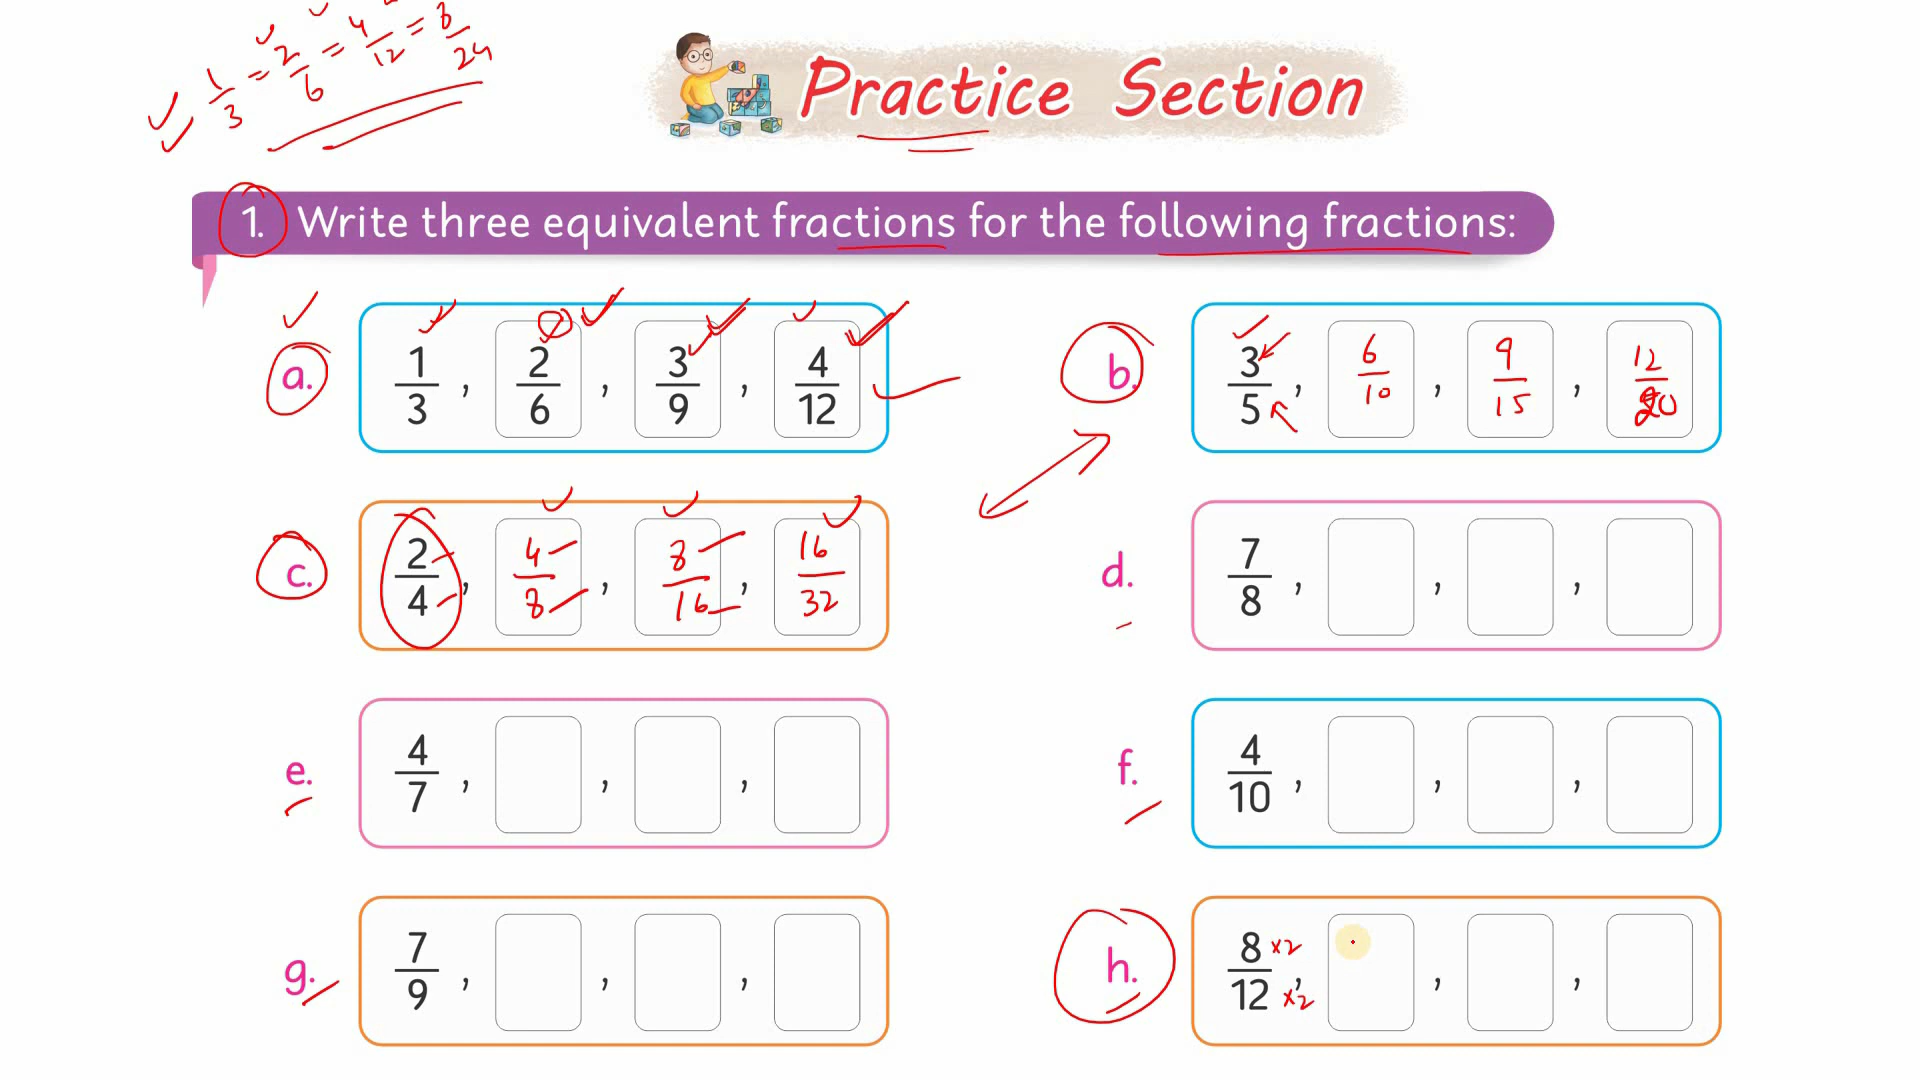 1/3 = 2/6 = 4/12 = 8/24
Practice Section
1. Write three equivalent fractions for the following fractions:
a. 1/3 , 2/6 , 3/9 , 4/12
b. 3/5 , 6/10 , 9/15 , 12/20
c. 2/4 , 4/8 , 8/16 , 16/32
d. 7/8 , , ,
e. 4/7 , , ,
f. 4/10 , , ,
g. 7/9 , , ,
h. 8×2/12×2 , , ,